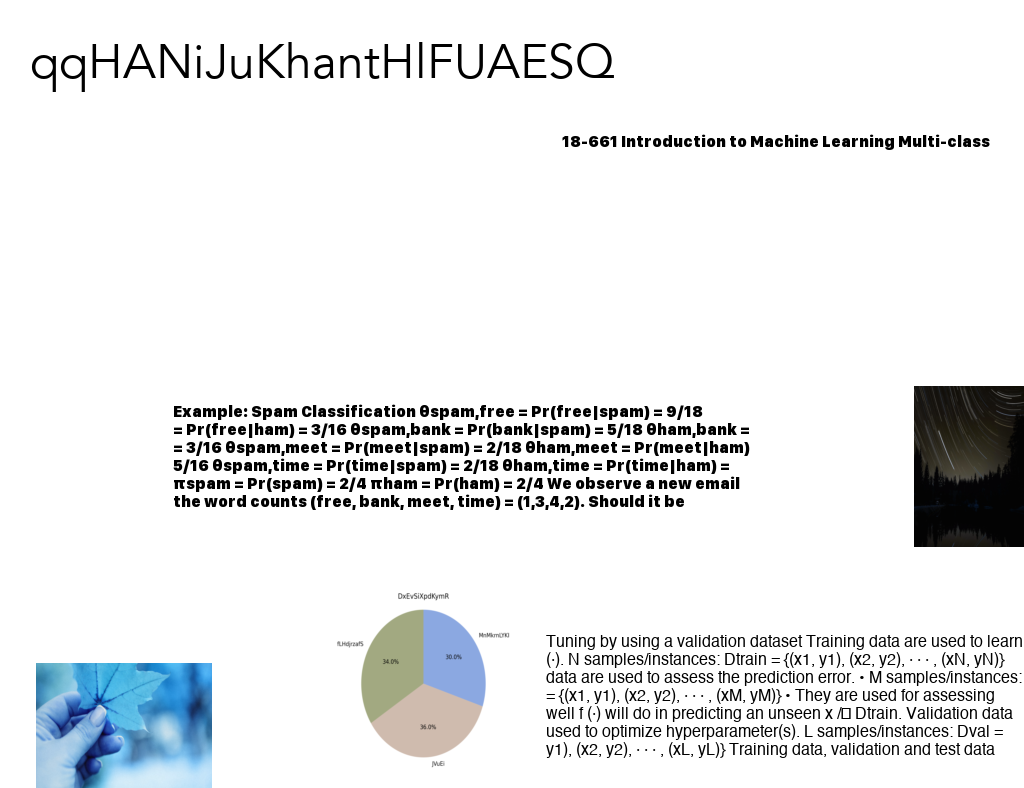 qqHANiJuKhantHlFUAESQ
18-661 Introduction to Machine Learning Multi-class
Example: Spam Classification θspam,free = Pr(free|spam) = 9/18
= Pr(free|ham) = 3/16 θspam,bank = Pr(bank|spam) = 5/18 θham,bank =
= 3/16 θspam,meet = Pr(meet|spam) = 2/18 θham,meet = Pr(meet|ham)
5/16 θspam,time = Pr(time|spam) = 2/18 θham,time = Pr(time|ham) =
πspam = Pr(spam) = 2/4 πham = Pr(ham) = 2/4 We observe a new email
the word counts (free, bank, meet, time) = (1,3,4,2). Should it be
DxEvSiXpdKymR
MnMkrnLYKl
30.0%
34.0%
36.0%
Tuning by using a validation dataset Training data are used to learn
(·). N samples/instances: Dtrain = {(x1, y1), (x2, y2), · · · , (xN, yN)}
data are used to assess the prediction error. • M samples/instances:
= {(x1, y1), (x2, y2), · · · , (xM, yM)} • They are used for assessing
well f (·) will do in predicting an unseen x /∈ Dtrain. Validation data
used to optimize hyperparameter(s). L samples/instances: Dval =
y1), (x2, y2), · · · , (xL, yL)} Training data, validation and test data